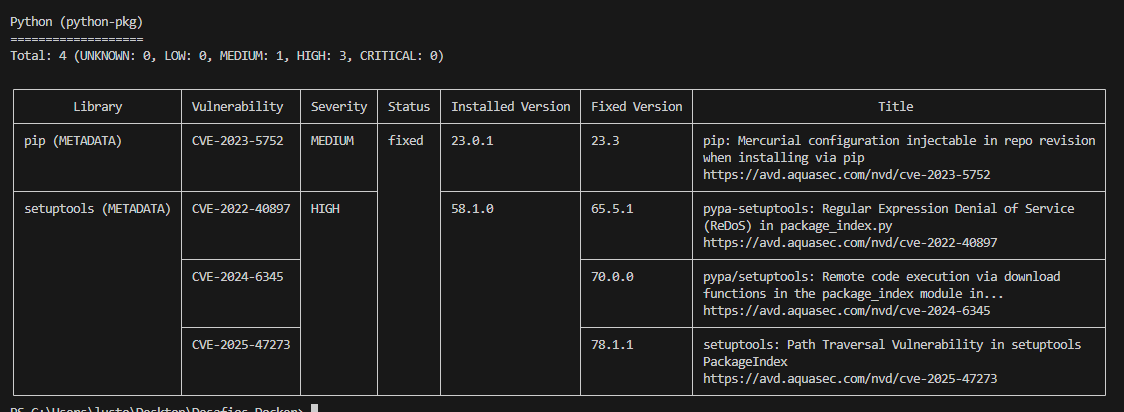 Python (python-pkg)
===================
Total: 4 (UNKNOWN: 0, LOW: 0, MEDIUM: 1, HIGH: 3, CRITICAL: 0)
Library Vulnerability Severity Status Installed Version Fixed Version Title
pip (METADATA) CVE-2023-5752 MEDIUM fixed 23.0.1 23.3 pip: Mercurial configuration injectable in repo revision
when installing via pip
https://avd.aquasec.com/nvd/cve-2023-5752
setuptools (METADATA) CVE-2022-40897 HIGH 58.1.0 65.5.1 pypa-setuptools: Regular Expression Denial of Service
(ReDoS) in package_index.py
https://avd.aquasec.com/nvd/cve-2022-40897
CVE-2024-6345 70.0.0 pypa/setuptools: Remote code execution via download
functions in the package_index module in...
https://avd.aquasec.com/nvd/cve-2024-6345
CVE-2025-47273 78.1.1 setuptools: Path Traversal Vulnerability in setuptools
PackageIndex
https://avd.aquasec.com/nvd/cve-2025-47273